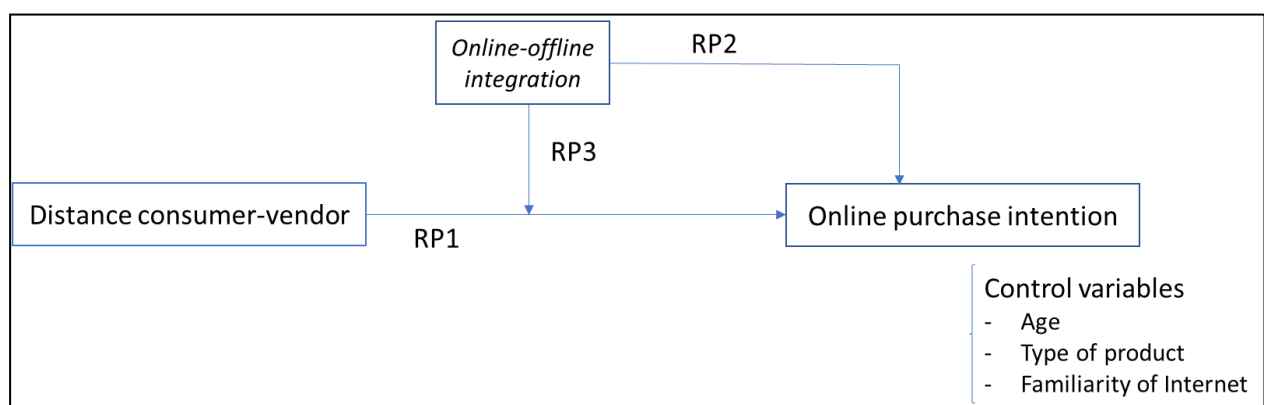 Online-offline
integration
RP2
RP3
Distance consumer-vendor
RP1
Online purchase intention
Control variables
- Age
- Type of product
- Familiarity of Internet